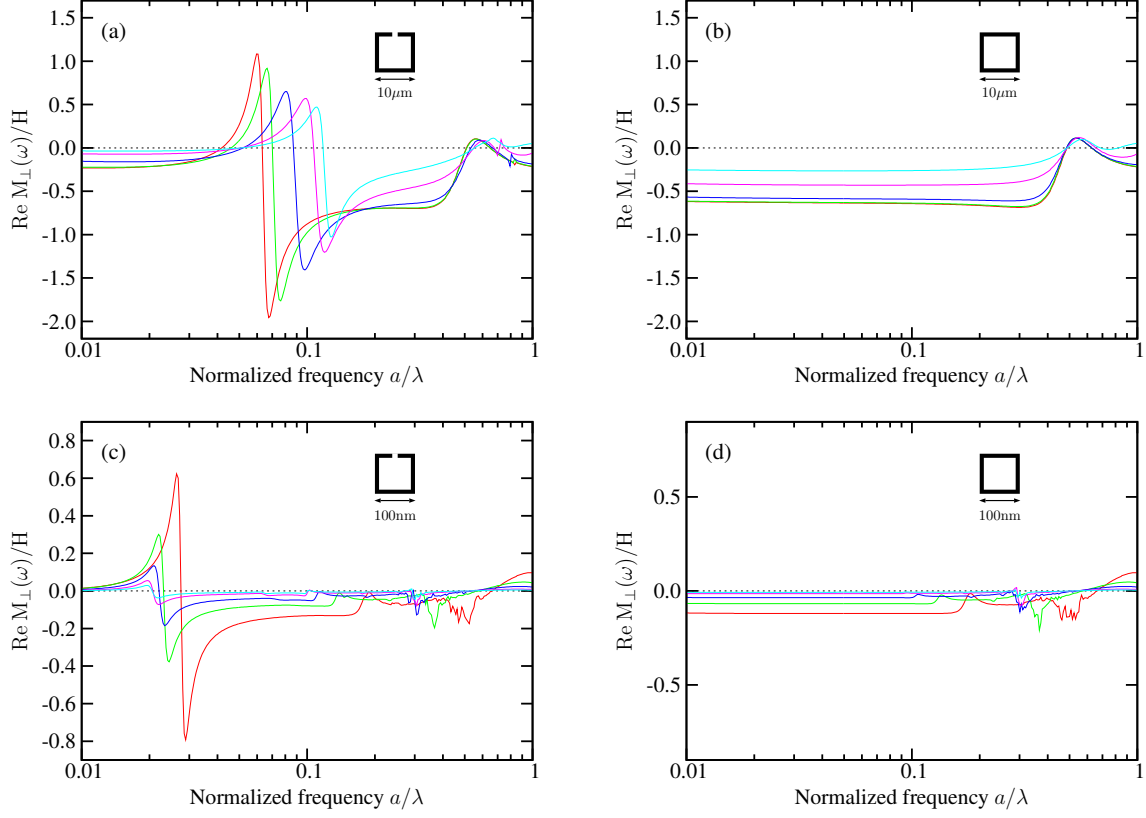 (a)
10μm
1.5
1.0
0.5
0.0
-0.5
-1.0
-1.5
-2.0
Re M⊥(ω)/H
0.01
0.1
1
Normalized frequency a/λ
(b)
10μm
1.5
1.0
0.5
0.0
-0.5
-1.0
-1.5
-2.0
Re M⊥(ω)/H
0.01
0.1
1
Normalized frequency a/λ
(c)
100nm
0.8
0.6
0.4
0.2
0.0
-0.2
-0.4
-0.6
0.8
Re M⊥(ω)/H
0.01
0.1
1
Normalized frequency a/λ
(d)
100nm
0.5
0.0
-0.5
Re M⊥(ω)/H
0.01
0.1
1
Normalized frequency a/λ